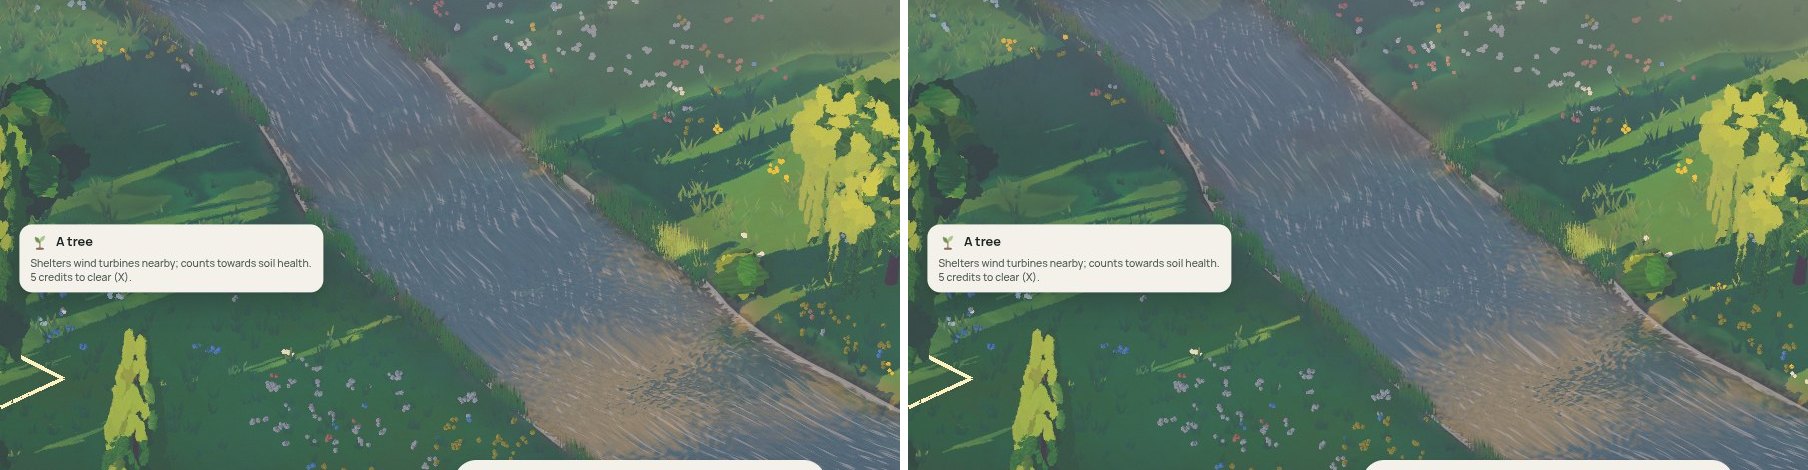 A tree
Shelters wind turbines nearby; counts towards soil health.
5 credits to clear (X).
A tree
Shelters wind turbines nearby; counts towards soil health.
5 credits to clear (X).